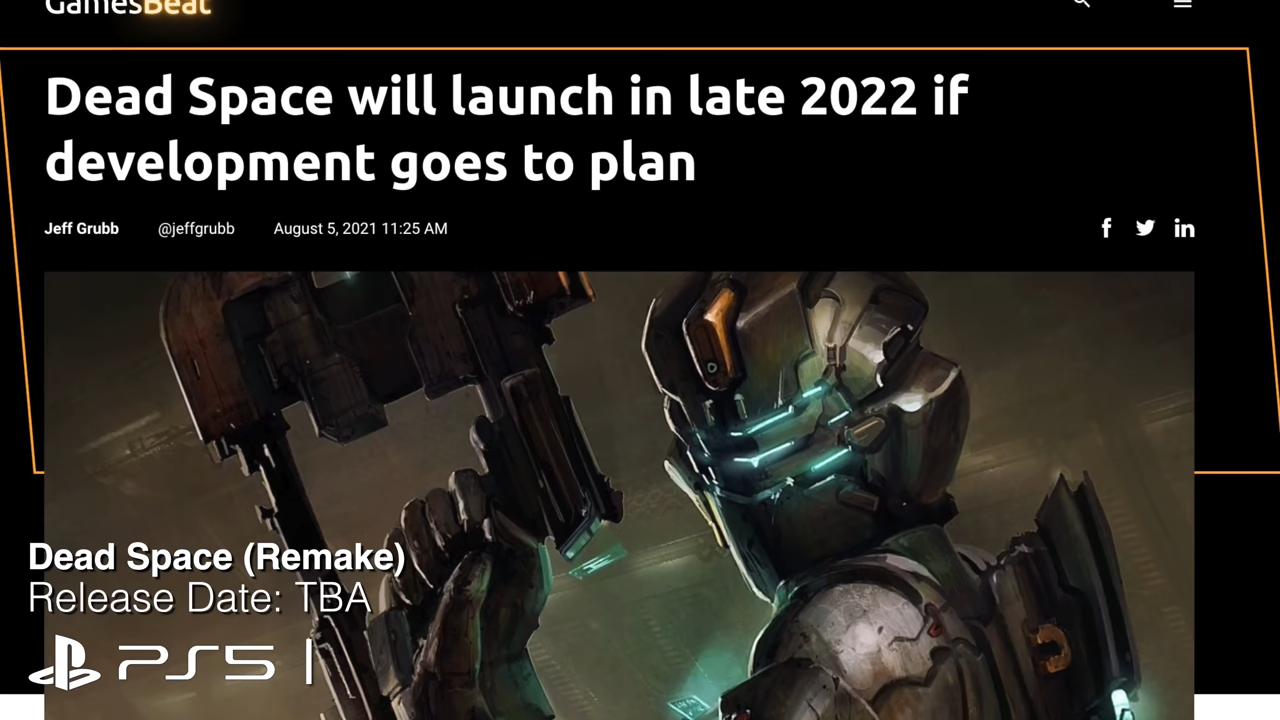 GamesBeat
Dead Space will launch in late 2022 if
development goes to plan
Jeff Grubb @jeffgrubb August 5, 2021 11:25 AM
Dead Space (Remake)
Release Date: TBA
PS5 |